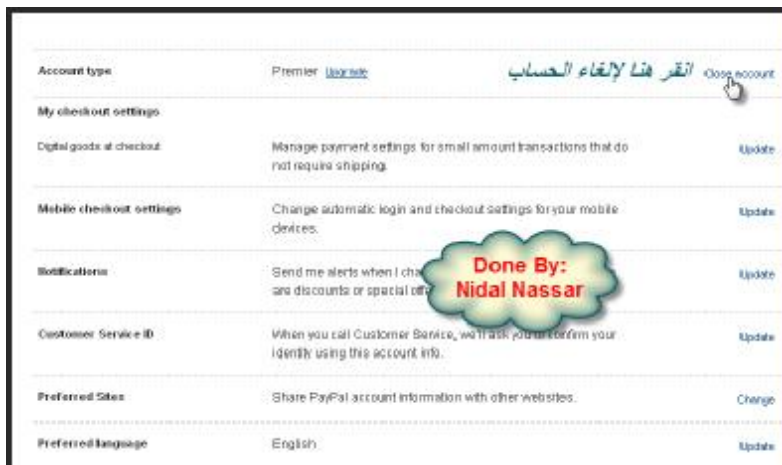 Account type Premier Upgrade انقر هنا لإلغاء الحساب Close account
My checkout settings
Digital goods at checkout Manage payment settings for small amount transactions that do Update
not require shipping.
Mobile checkout settings Change automatic login and checkout settings for your mobile Update
devices.
Notifications Send me alerts when I Update
are discounts or special
Done By:
Nidal Nassar
Customer Service ID When you call Customer Service, we'll ask you to confirm your Update
identity using this account info.
Preferred Sites Share PayPal account information with other websites. Change
Preferred language English Update